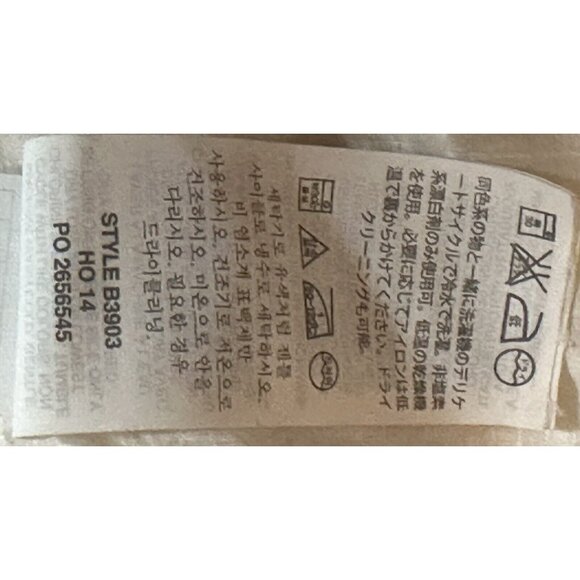 同色系の物と一緒に洗濯機のデリケ
ートサイクルで冷水で洗濯。非塩素
系漂白剤のみ使用可。低温の乾燥機
を使用。必要に応じてアイロンは低
温で裏からかけてください。ドライ
クリーニングも可能。
세탁기로 유색 제품
사이클로 냉수로 세탁하시오.
비 염소계 표백제만
사용하시오. 건조기로 저온으로
건조하시오. 미온으로
다리시오. 필요한 경우
드라이클리닝.
STYLE B3903
HO 14
PO 2656545